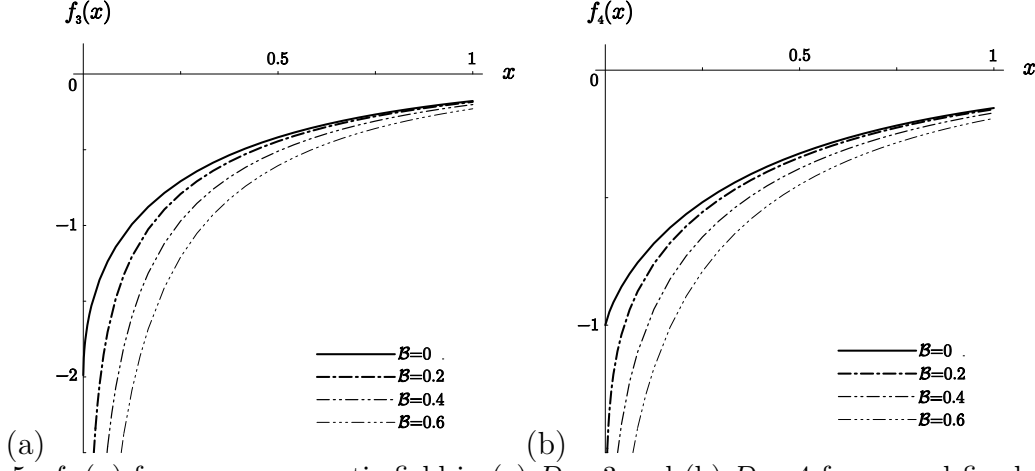 f₃(x)
0.5
1
x
0
−1
−2
ℬ=0
ℬ=0.2
ℬ=0.4
ℬ=0.6
(a)
f₄(x)
0.5
1
x
0
−1
ℬ=0
ℬ=0.2
ℬ=0.4
ℬ=0.6
(b)